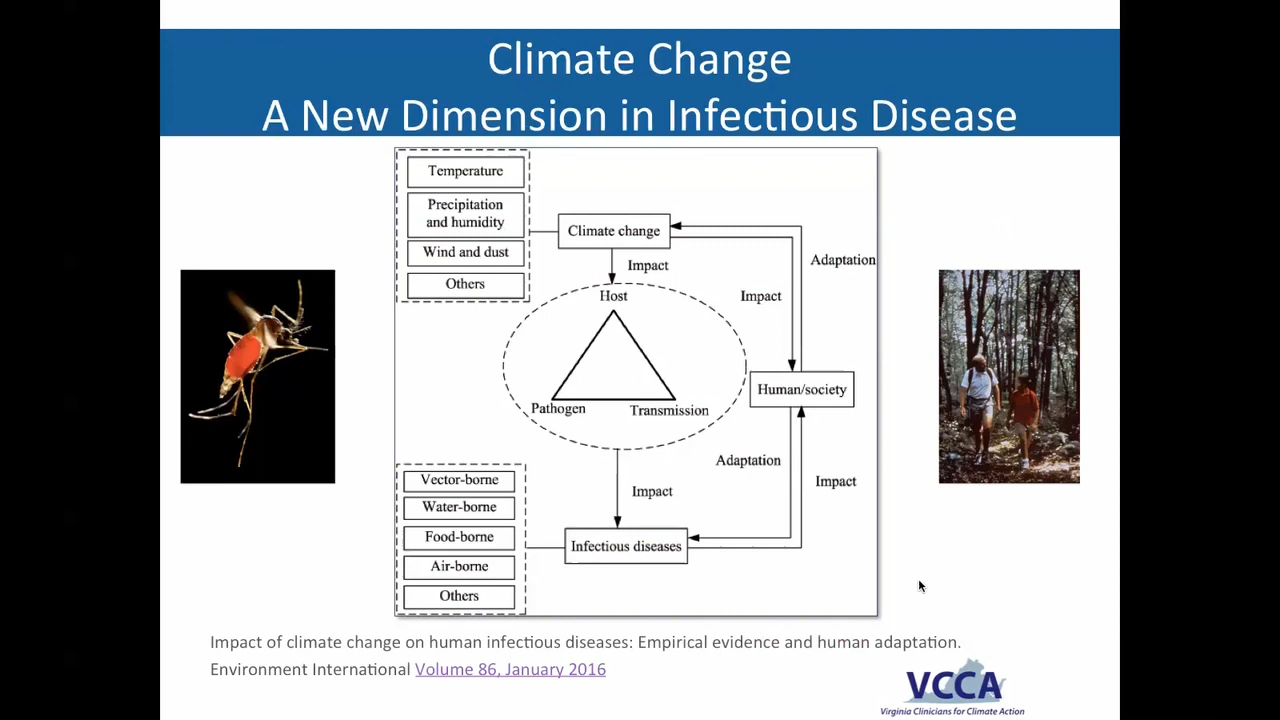 Climate Change
A New Dimension in Infectious Disease
Temperature
Precipitation
and humidity
Wind and dust
Others
Climate change
Impact
Adaptation
Impact
Host
Pathogen
Transmission
Human/society
Adaptation
Impact
Impact
Vector-borne
Water-borne
Food-borne
Air-borne
Others
Infectious diseases
Impact of climate change on human infectious diseases: Empirical evidence and human adaptation.
Environment International Volume 86, January 2016
VCCA
Virginia Clinicians for Climate Action